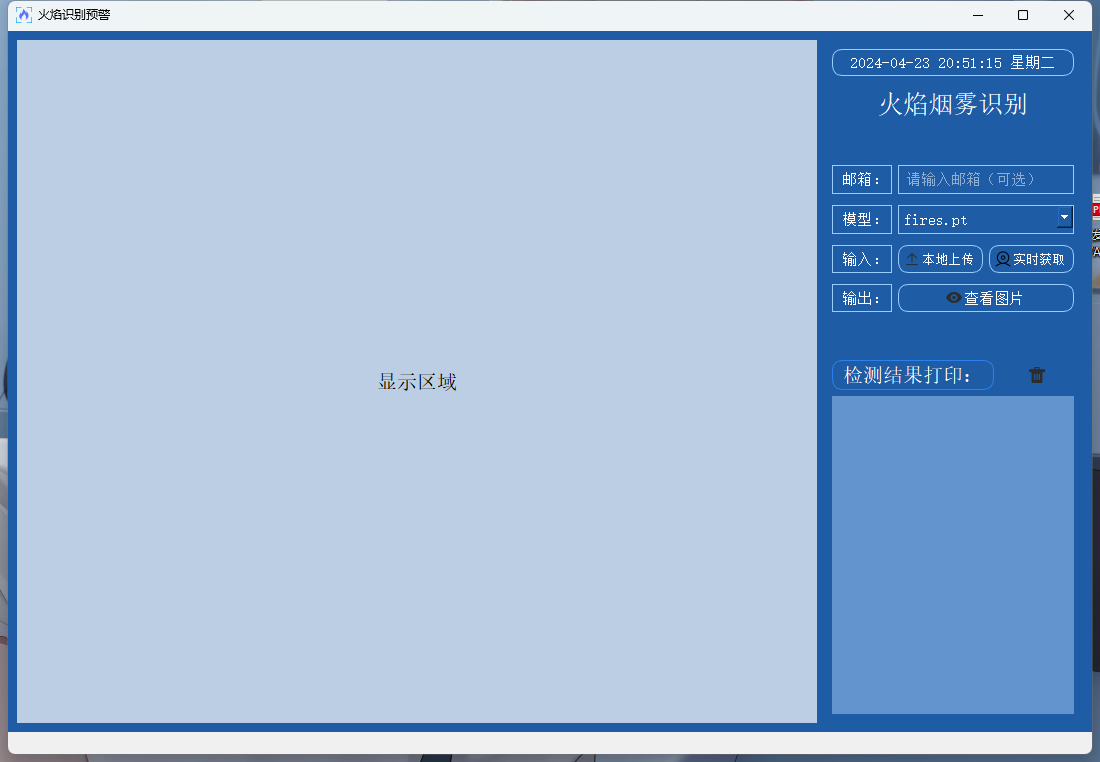 火焰识别预警
2024-04-23 20:51:15 星期二
火焰烟雾识别
邮箱： 请输入邮箱（可选）
模型： fires.pt
输入： 本地上传 实时获取
输出： 查看图片
显示区域
检测结果打印：